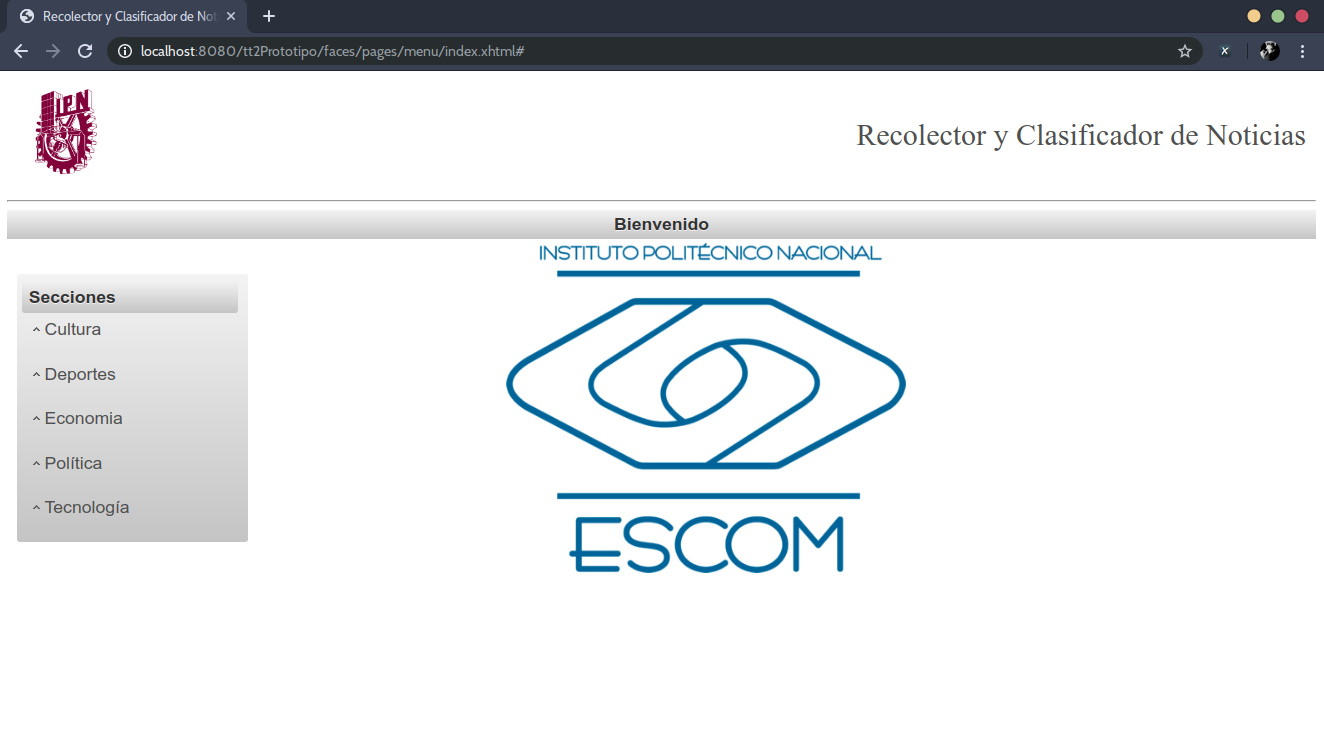 Recolector y Clasificador de Not
localhost:8080/tt2Prototipo/faces/pages/menu/index.xhtml#
IPN
Recolector y Clasificador de Noticias
Bienvenido
INSTITUTO POLITÉCNICO NACIONAL
Secciones
^ Cultura
^ Deportes
^ Economia
^ Política
^ Tecnología
ESCOM